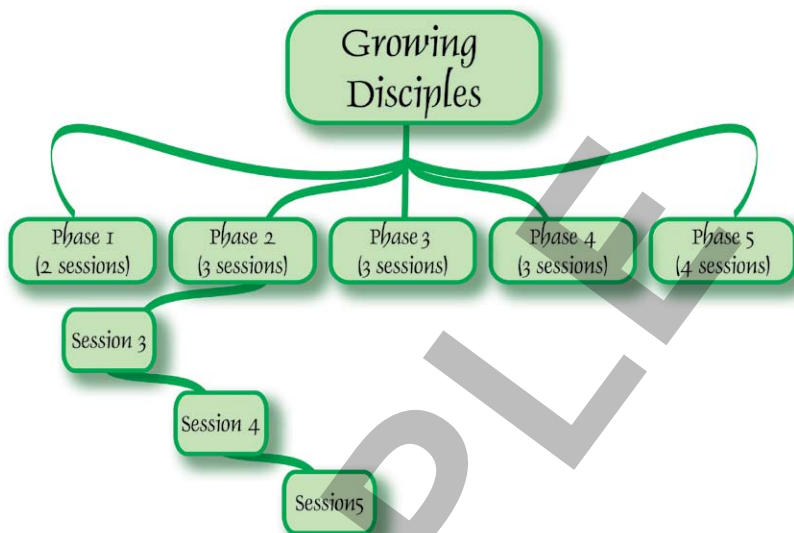 Growing
Disciples
Phase 1
(2 sessions)
Phase 2
(3 sessions)
Phase 3
(3 sessions)
Phase 4
(3 sessions)
Phase 5
(4 sessions)
Session 3
Session 4
Session5
PLE